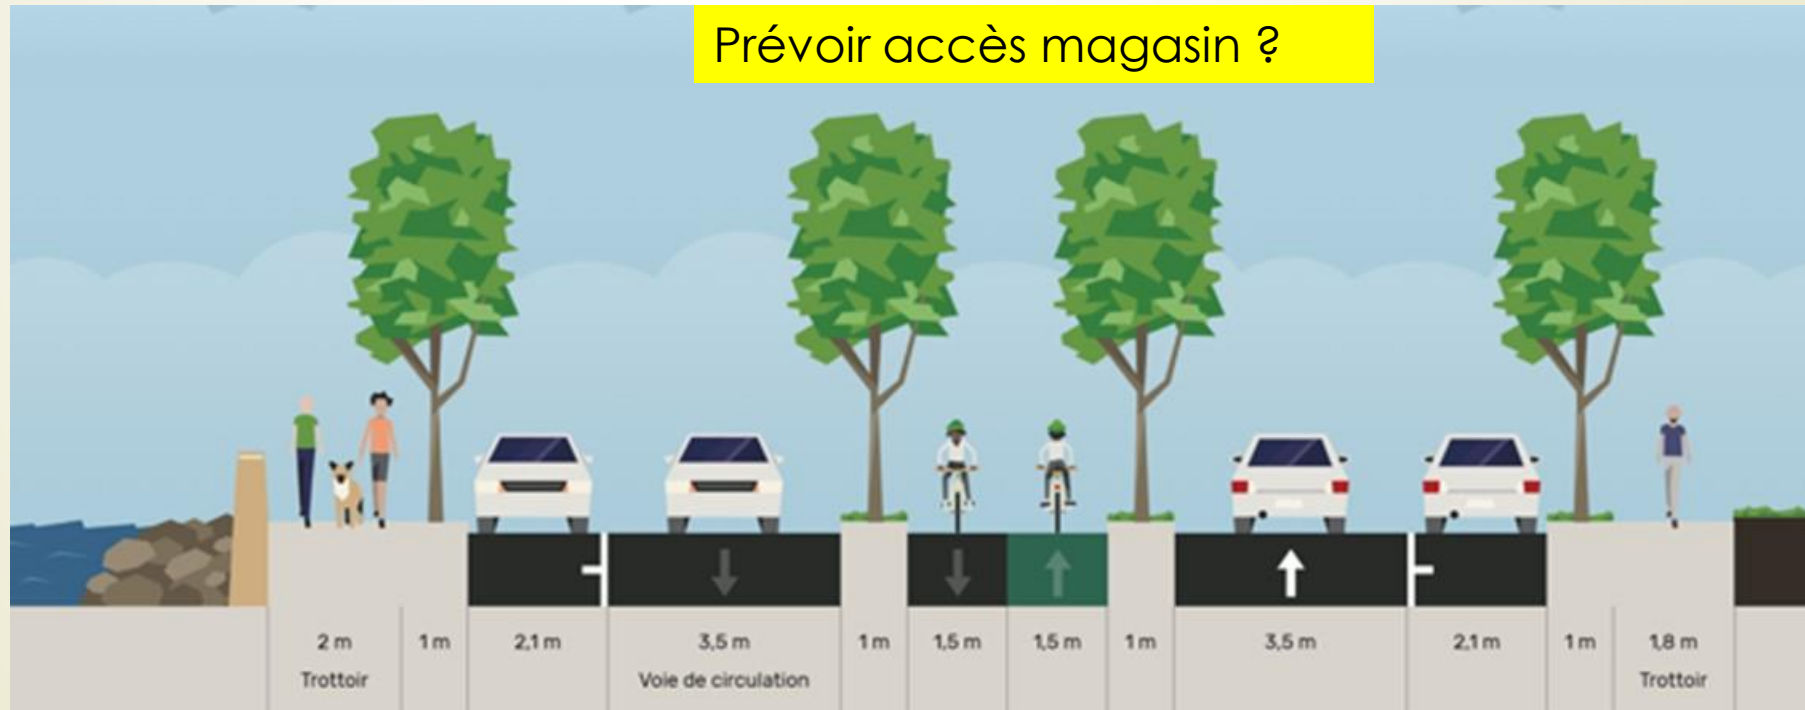 Prévoir accès magasin ?
2 m 1 m 2,1 m 3,5 m 1 m 1,5 m 1,5 m 1 m 3,5 m 2,1 m 1 m 1,8 m
Trottoir Voie de circulation Trottoir